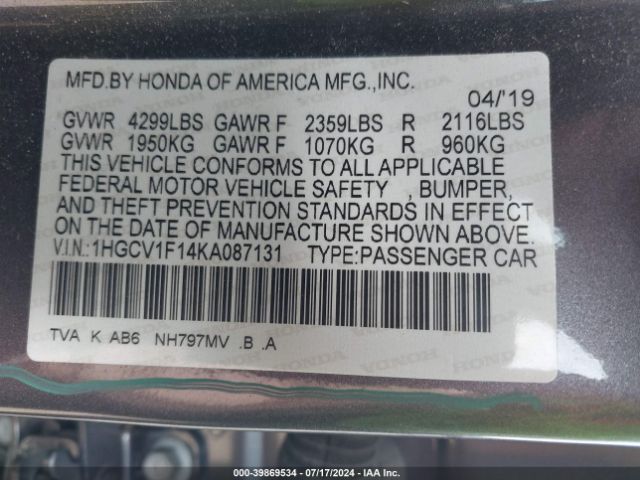 MFD.BY HONDA OF AMERICA MFG.,INC.
04/'19
GVWR 4299LBS GAWR F 2359LBS R 2116LBS
GVWR 1950KG GAWR F 1070KG R 960KG
THIS VEHICLE CONFORMS TO ALL APPLICABLE
FEDERAL MOTOR VEHICLE SAFETY , BUMPER,
AND THEFT PREVENTION STANDARDS IN EFFECT
ON THE DATE OF MANUFACTURE SHOWN ABOVE.
V.I.N.:1HGCV1F14KA087131 TYPE:PASSENGER CAR
TVA K AB6 NH797MV .B .A
000-39869534 / 07/17/2024 - IAA Inc.